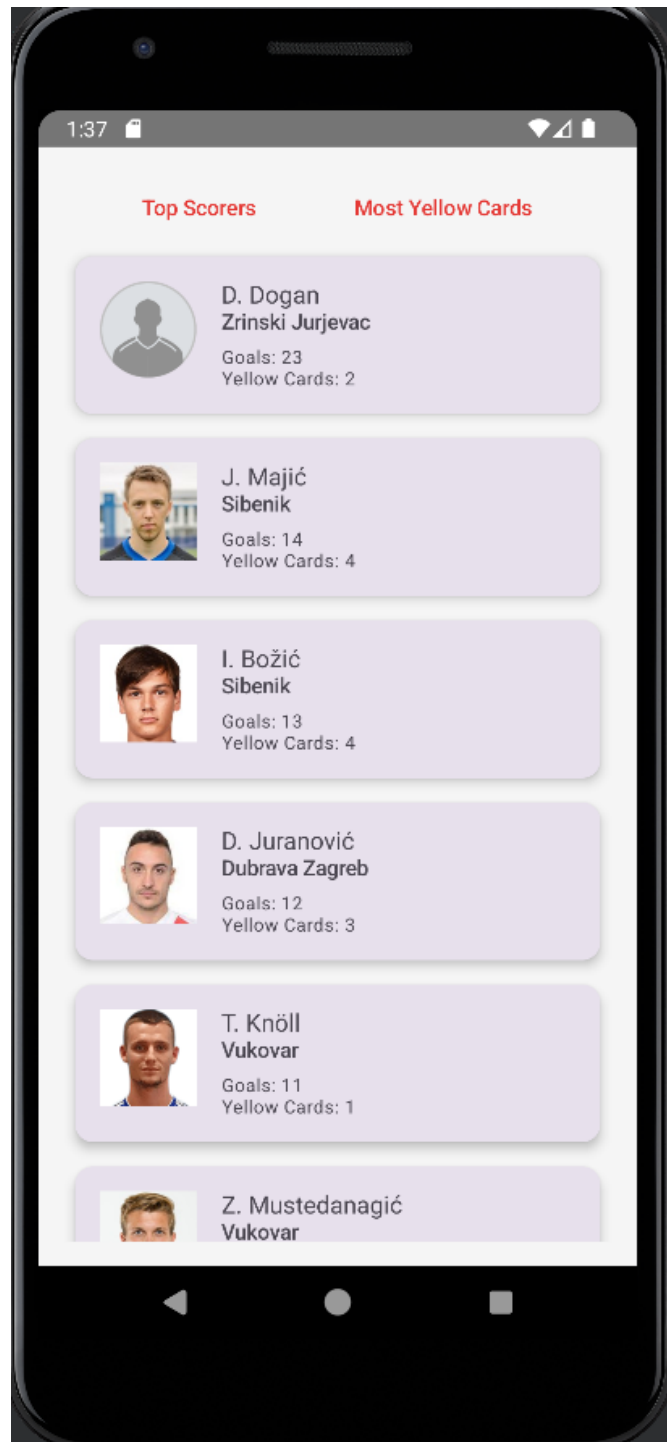 1:37
Top Scorers
Most Yellow Cards
D. Dogan
Zrinski Jurjevac
Goals: 23
Yellow Cards: 2
J. Majić
Sibenik
Goals: 14
Yellow Cards: 4
I. Božić
Sibenik
Goals: 13
Yellow Cards: 4
D. Juranović
Dubrava Zagreb
Goals: 12
Yellow Cards: 3
T. Knöll
Vukovar
Goals: 11
Yellow Cards: 1
Z. Mustedanagić
Vukovar